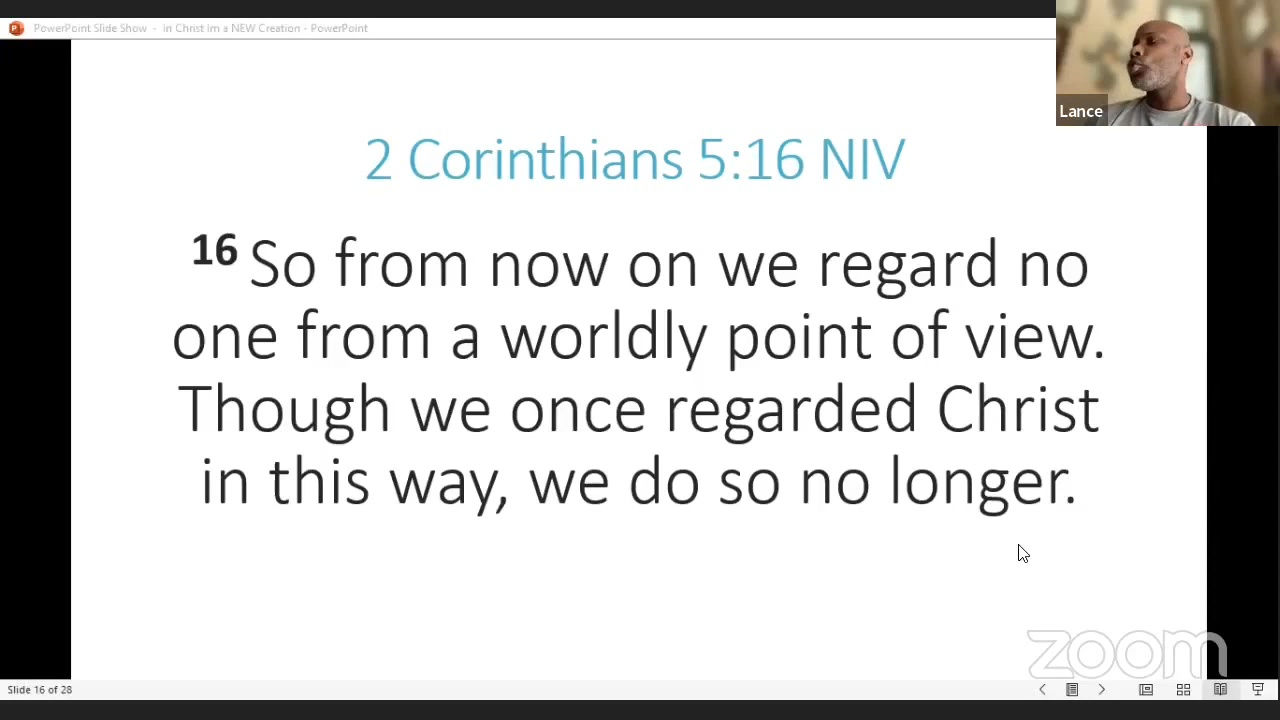 PowerPoint Slide Show - in Christ Im a NEW Creation - PowerPoint
Lance
2 Corinthians 5:16 NIV
16 So from now on we regard no
one from a worldly point of view.
Though we once regarded Christ
in this way, we do so no longer.
zoom
Slide 16 of 28